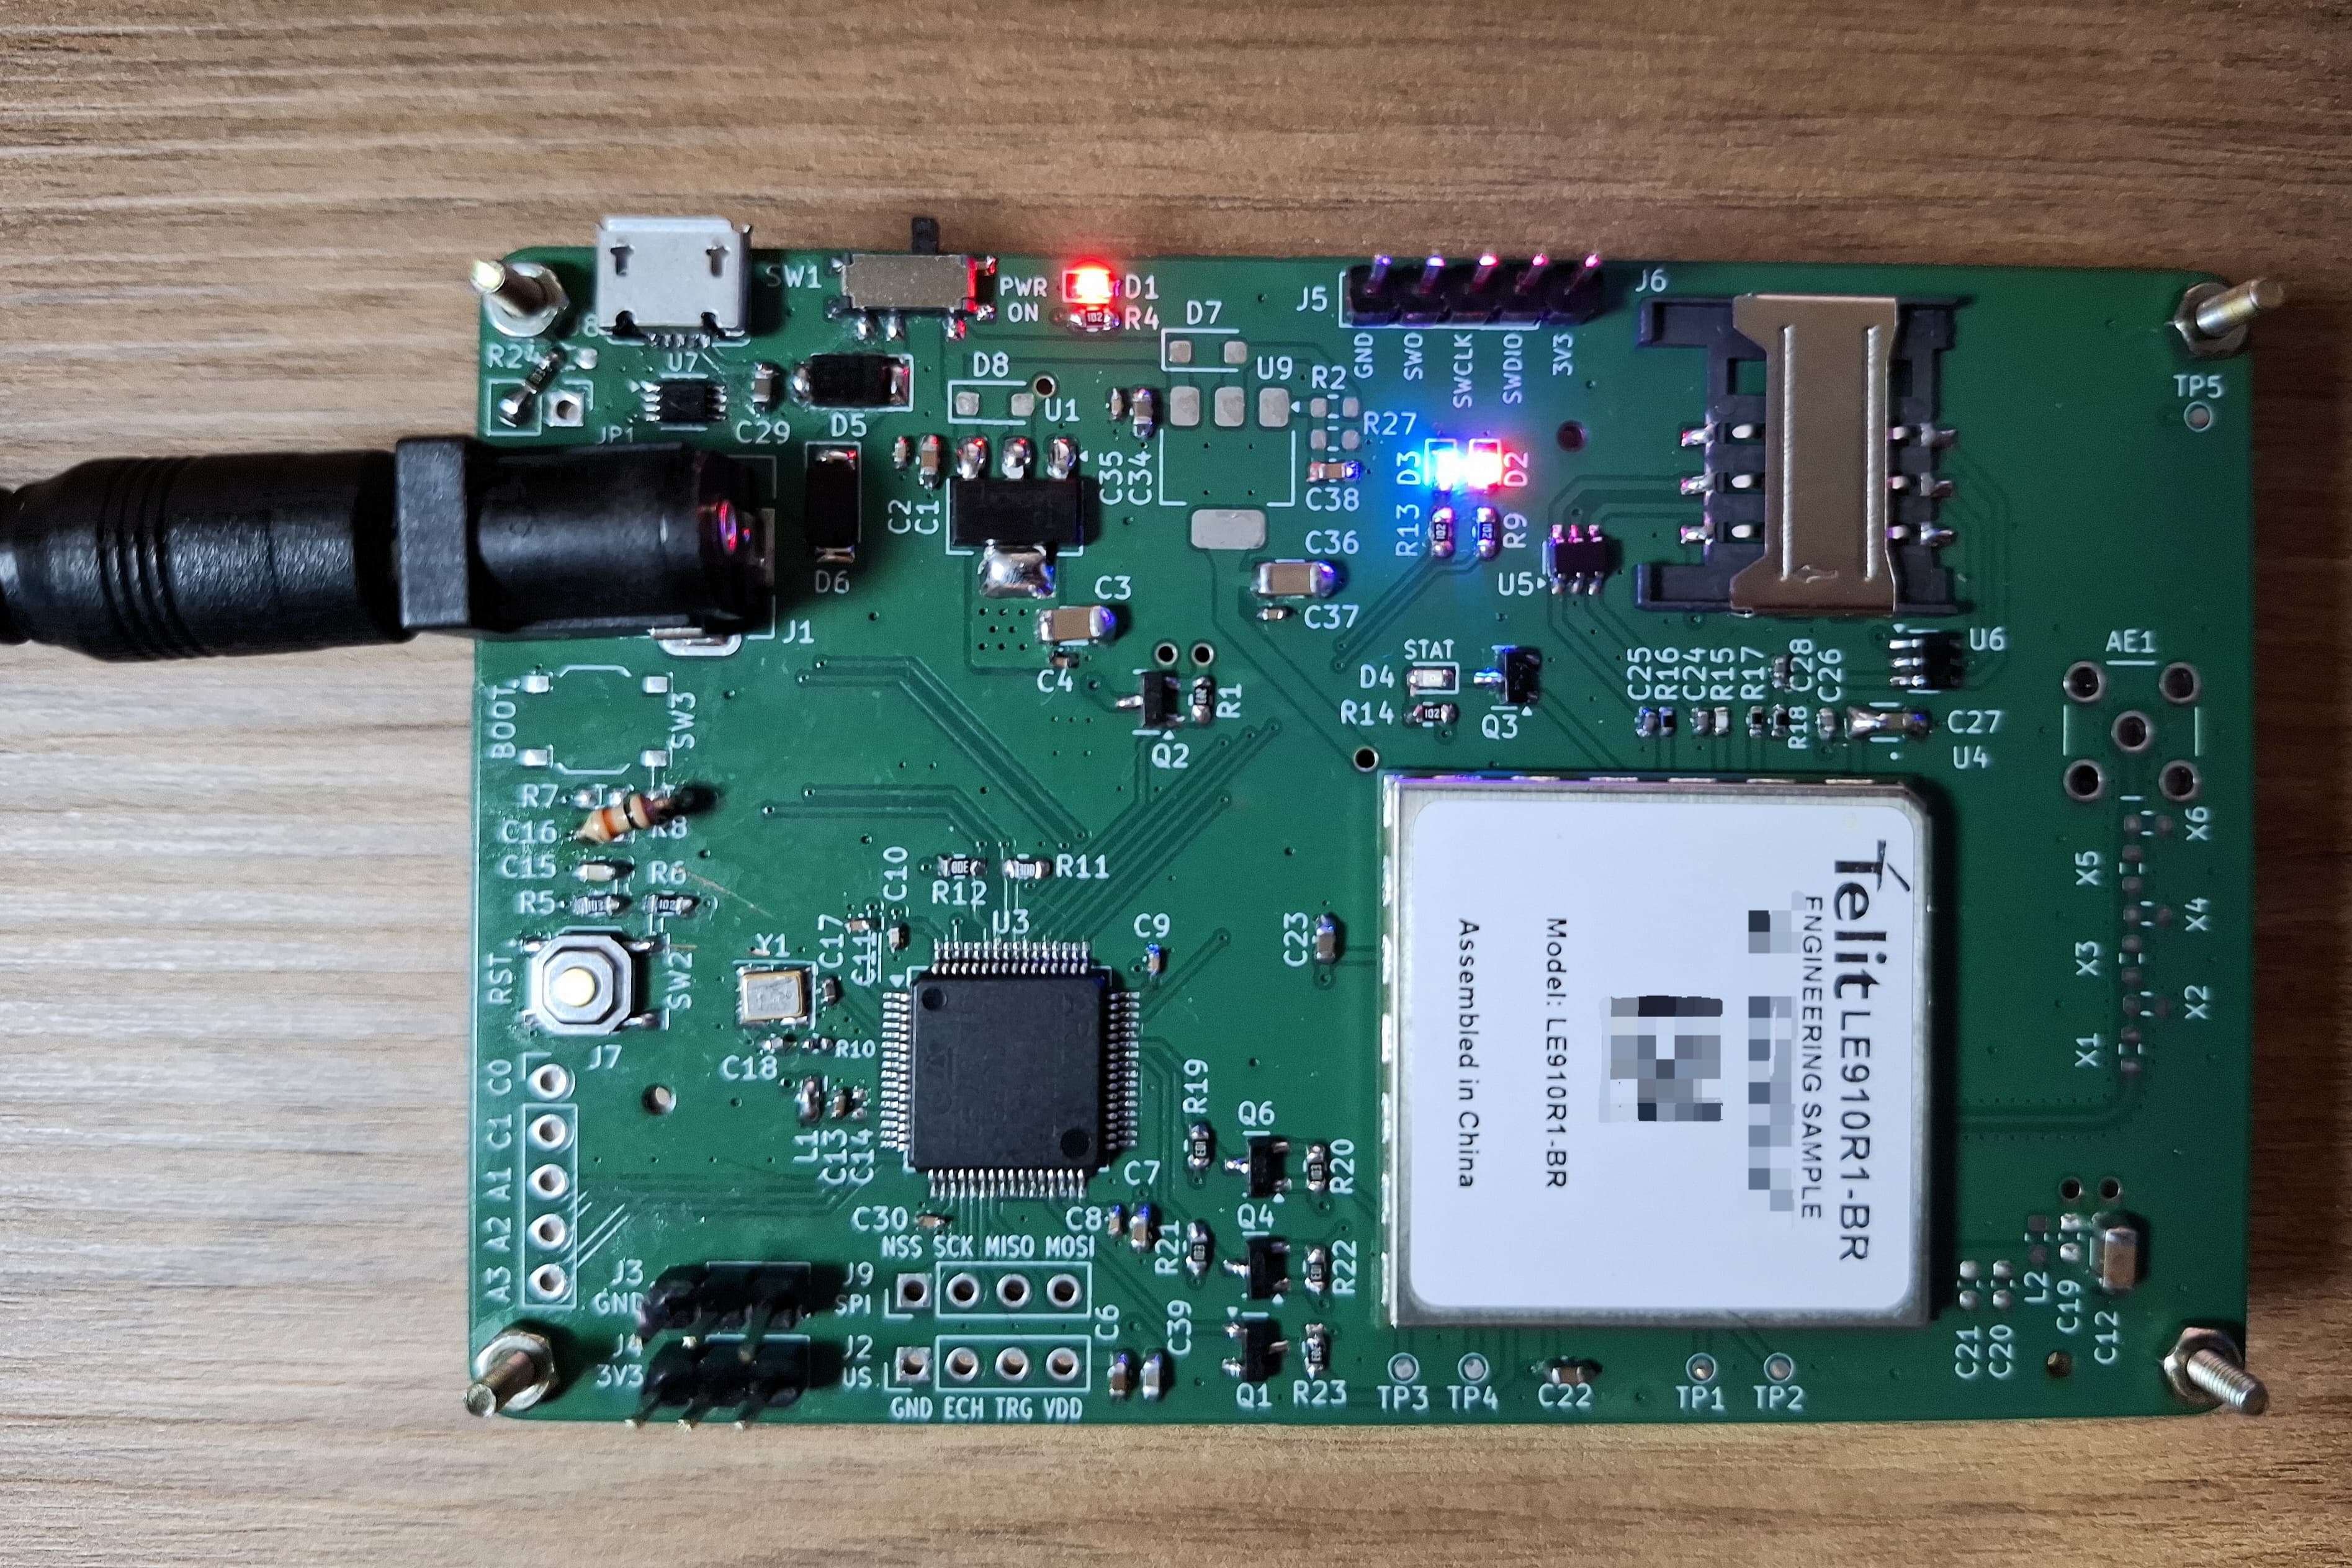 SW1
PWR
ON
D1
R4
J5
J6
D7
U7
D8
U9
R2
GND
SWO
SWCLK
SWDIO
3V3
TP5
U1
R27
JP1
C29
D5
C2
C1
C35
C34
C38
D3
D2
R13
R9
C36
D6
U5
C3
C37
J1
STAT
D4
R14
Q3
C25
R16
C24
R15
R17
C28
R18
C26
U6
AE1
C27
U4
BOOT
SW3
C4
R1
Q2
R7
C16
R8
C15
R6
R5
C10
R12
R11
U3
C17
C11
Y1
C9
C23
RST
SW2
J7
C18
R10
L1
C13
C14
C0
C1
A1
A2
A3
R19
Q6
R20
C7
C30
C8
R21
R22
NSS SCK MISO MOSI
J3
GND
J9
SPI
J4
3V3
J2
US
C6
C39
GND ECH TRG VDD
Q1
R23
TP3
TP4
C22
TP1
TP2
Telit LE910R1-BR
ENGINEERING SAMPLE
Model: LE910R1-BR
Assembled in China
X6
X5
X4
X3
X2
X1
L2
C19
C12
C21
C20